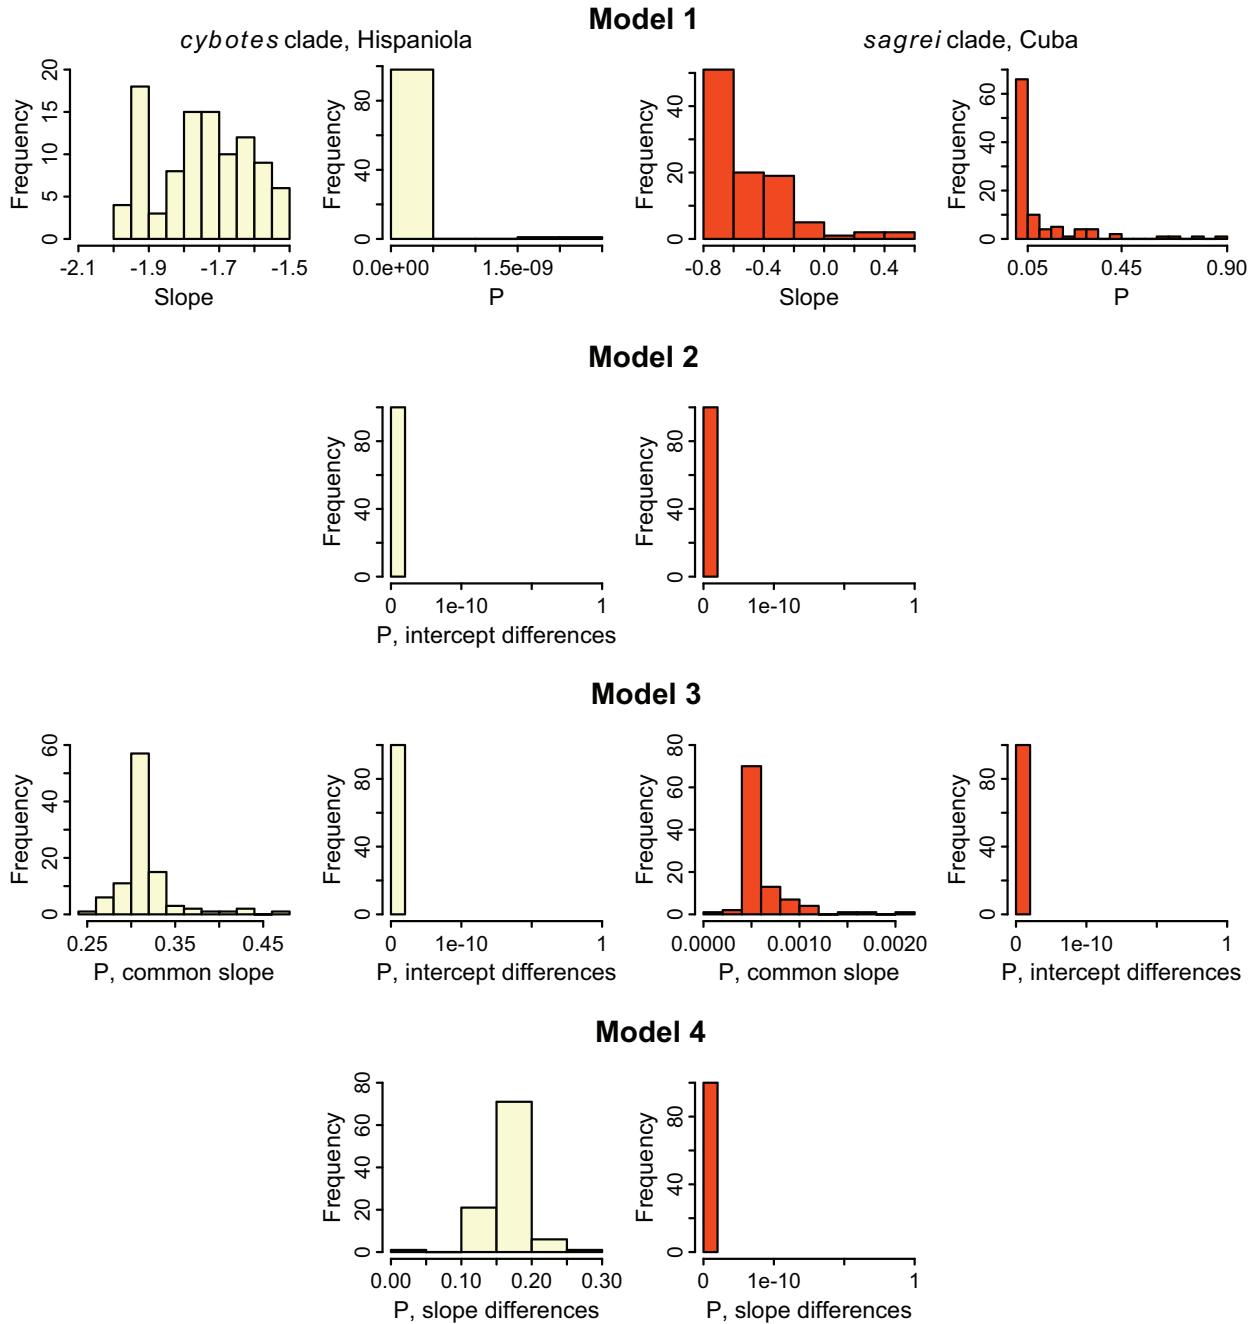 Model 1
cybotes clade, Hispaniola
sagrei clade, Cuba
Frequency
0 5 10 15 20
-2.1 -1.9 -1.7 -1.5
Slope
Frequency
0 40 80
0.0e+00 1.5e-09
P
Frequency
0 20 40
-0.8 -0.4 0.0 0.4
Slope
Frequency
0 20 40 60
0.05 0.45 0.90
P
Model 2
Frequency
0 40 80
0 1e-10 1
P, intercept differences
Frequency
0 40 80
0 1e-10 1
Model 3
Frequency
0 20 40 60
0.25 0.35 0.45
P, common slope
Frequency
0 40 80
0 1e-10 1
P, intercept differences
Frequency
0 20 40 60 80
0.0000 0.0010 0.0020
P, common slope
Frequency
0 40 80
0 1e-10 1
P, intercept differences
Model 4
Frequency
0 20 40 60 80
0.00 0.10 0.20 0.30
P, slope differences
Frequency
0 40 80
0 1e-10 1
P, slope differences